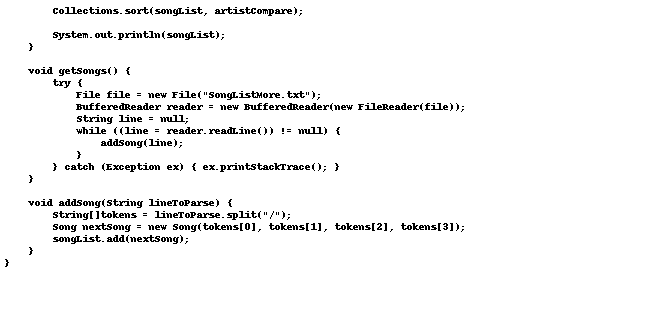 Collections.sort(songList, artistCompare);
System.out.println(songList);
}
void getSongs() {
try {
File file = new File("SongListMore.txt");
BufferedReader reader = new BufferedReader(new FileReader(file));
String line = null;
while ((line = reader.readLine()) != null) {
addSong(line);
}
} catch (Exception ex) { ex.printStackTrace(); }
}
void addSong(String lineToParse) {
String[]tokens = lineToParse.split("/");
Song nextSong = new Song(tokens[0], tokens[1], tokens[2], tokens[3]);
songList.add(nextSong);
}
}